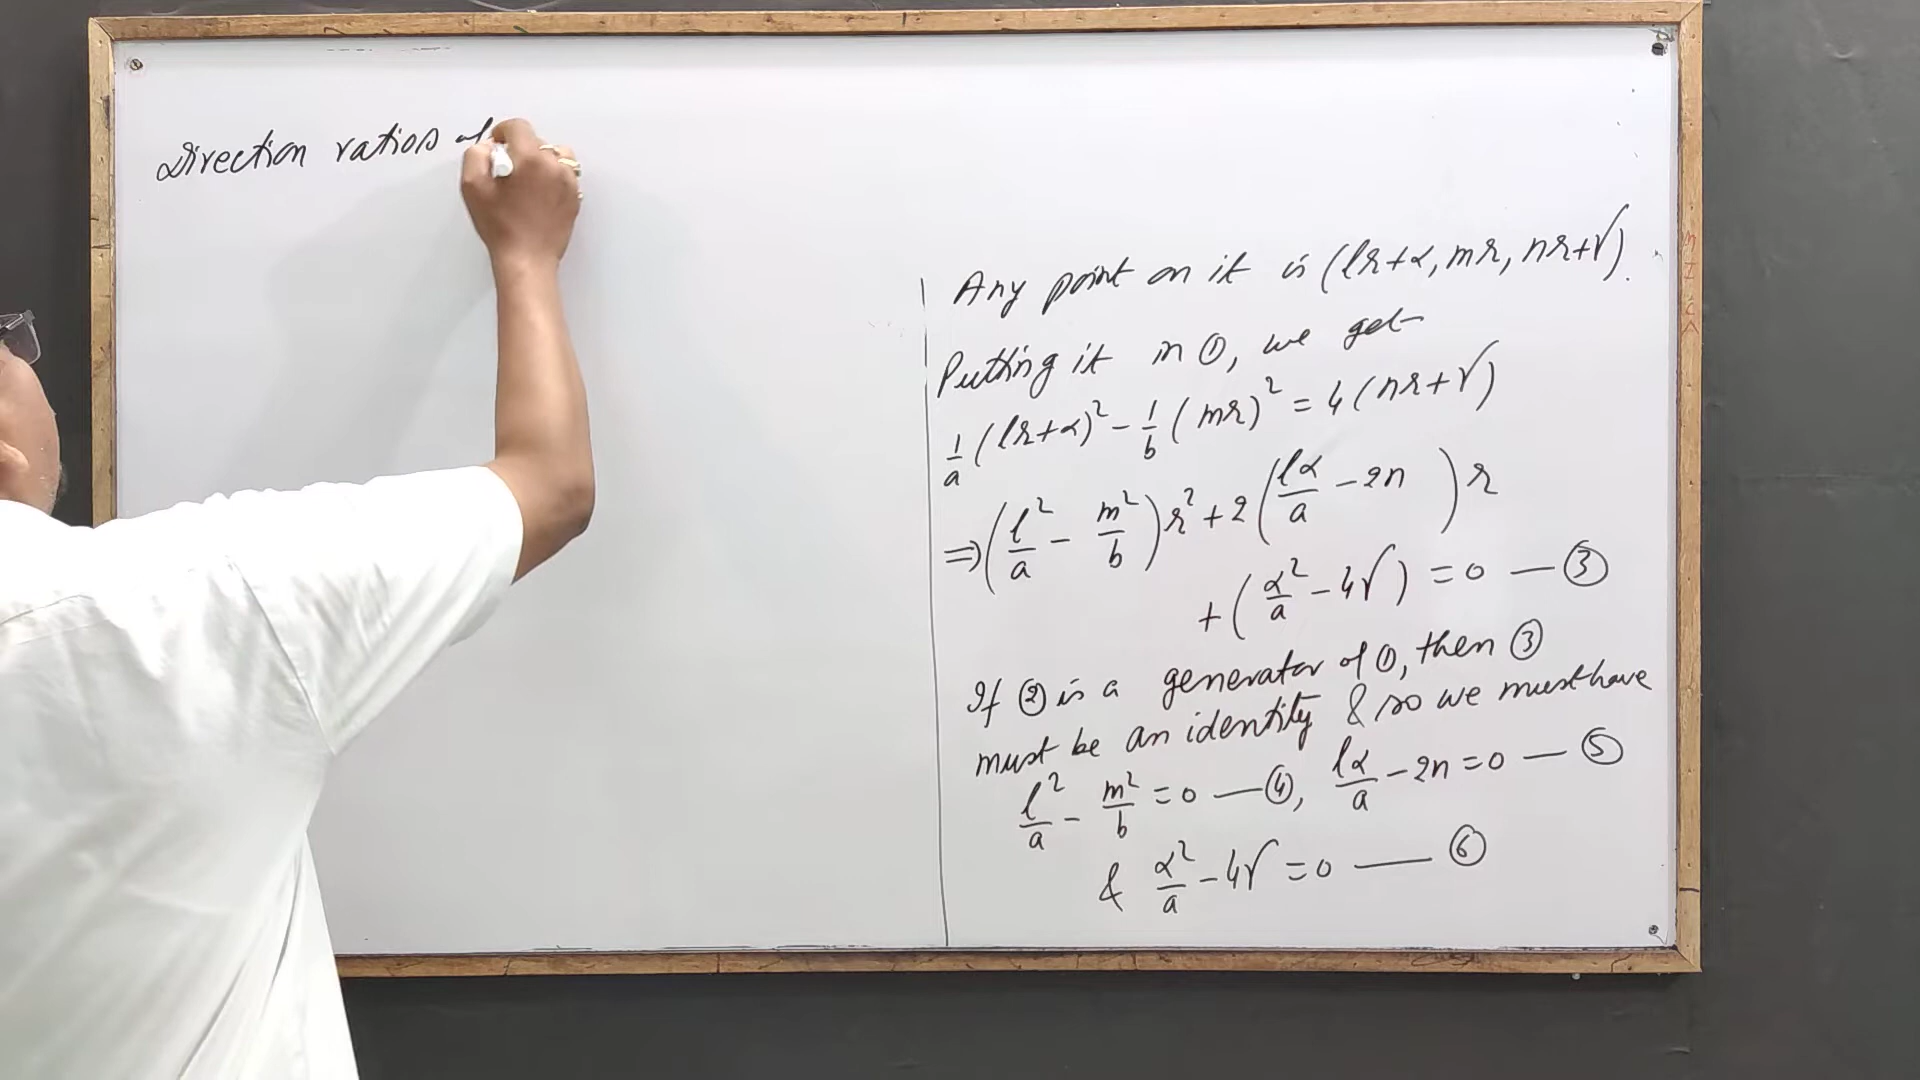 Direction ratios of
Any point on it is (lr+α, mr, nr+γ).
Putting it in ①, we get
1/a (lr+α)² - 1/b (mr)² = 4(nr+γ)
⇒ (l²/a - m²/b) r² + 2 (lα/a - 2n) r
+ (α²/a - 4γ) = 0 — ③
If ② is a generator of ①, then ③
must be an identity & so we must have
l²/a - m²/b = 0 — ④, lα/a - 2n = 0 — ⑤
& α²/a - 4γ = 0 — ⑥